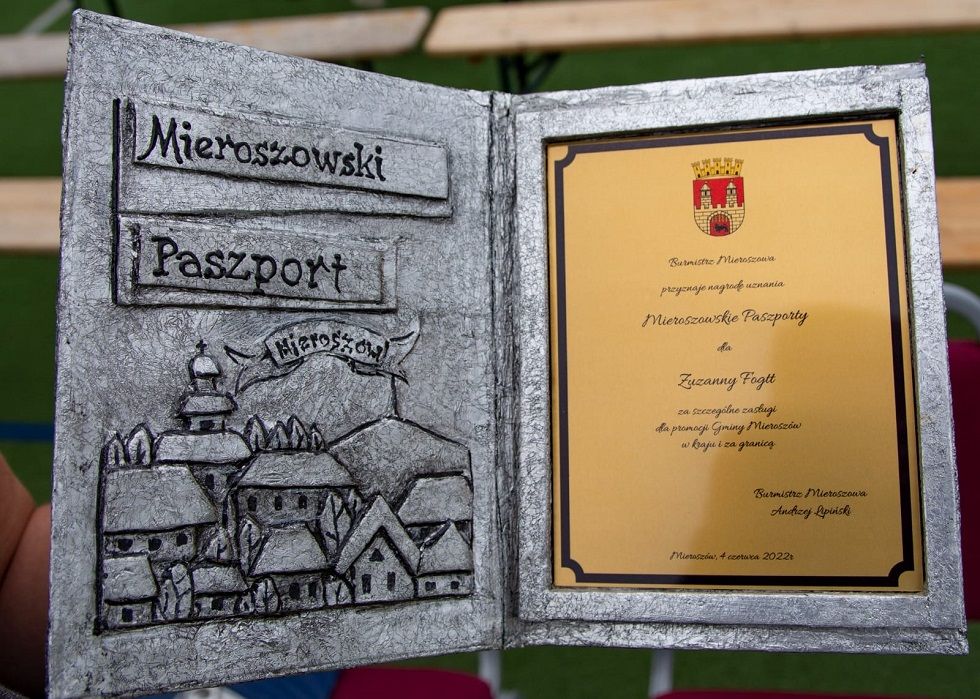 Mieroszowski
Paszport
Mieroszów
Burmistrz Mieroszowa
przyznaje nagrodę uznania
Mieroszowskie Paszporty
dla
Zuzanny Fogtt
za szczególne zasługi
dla promocji Gminy Mieroszów
w kraju i za granicą
Burmistrz Mieroszowa
Andrzej Lipiński
Mieroszów, 4 czerwca 2022r